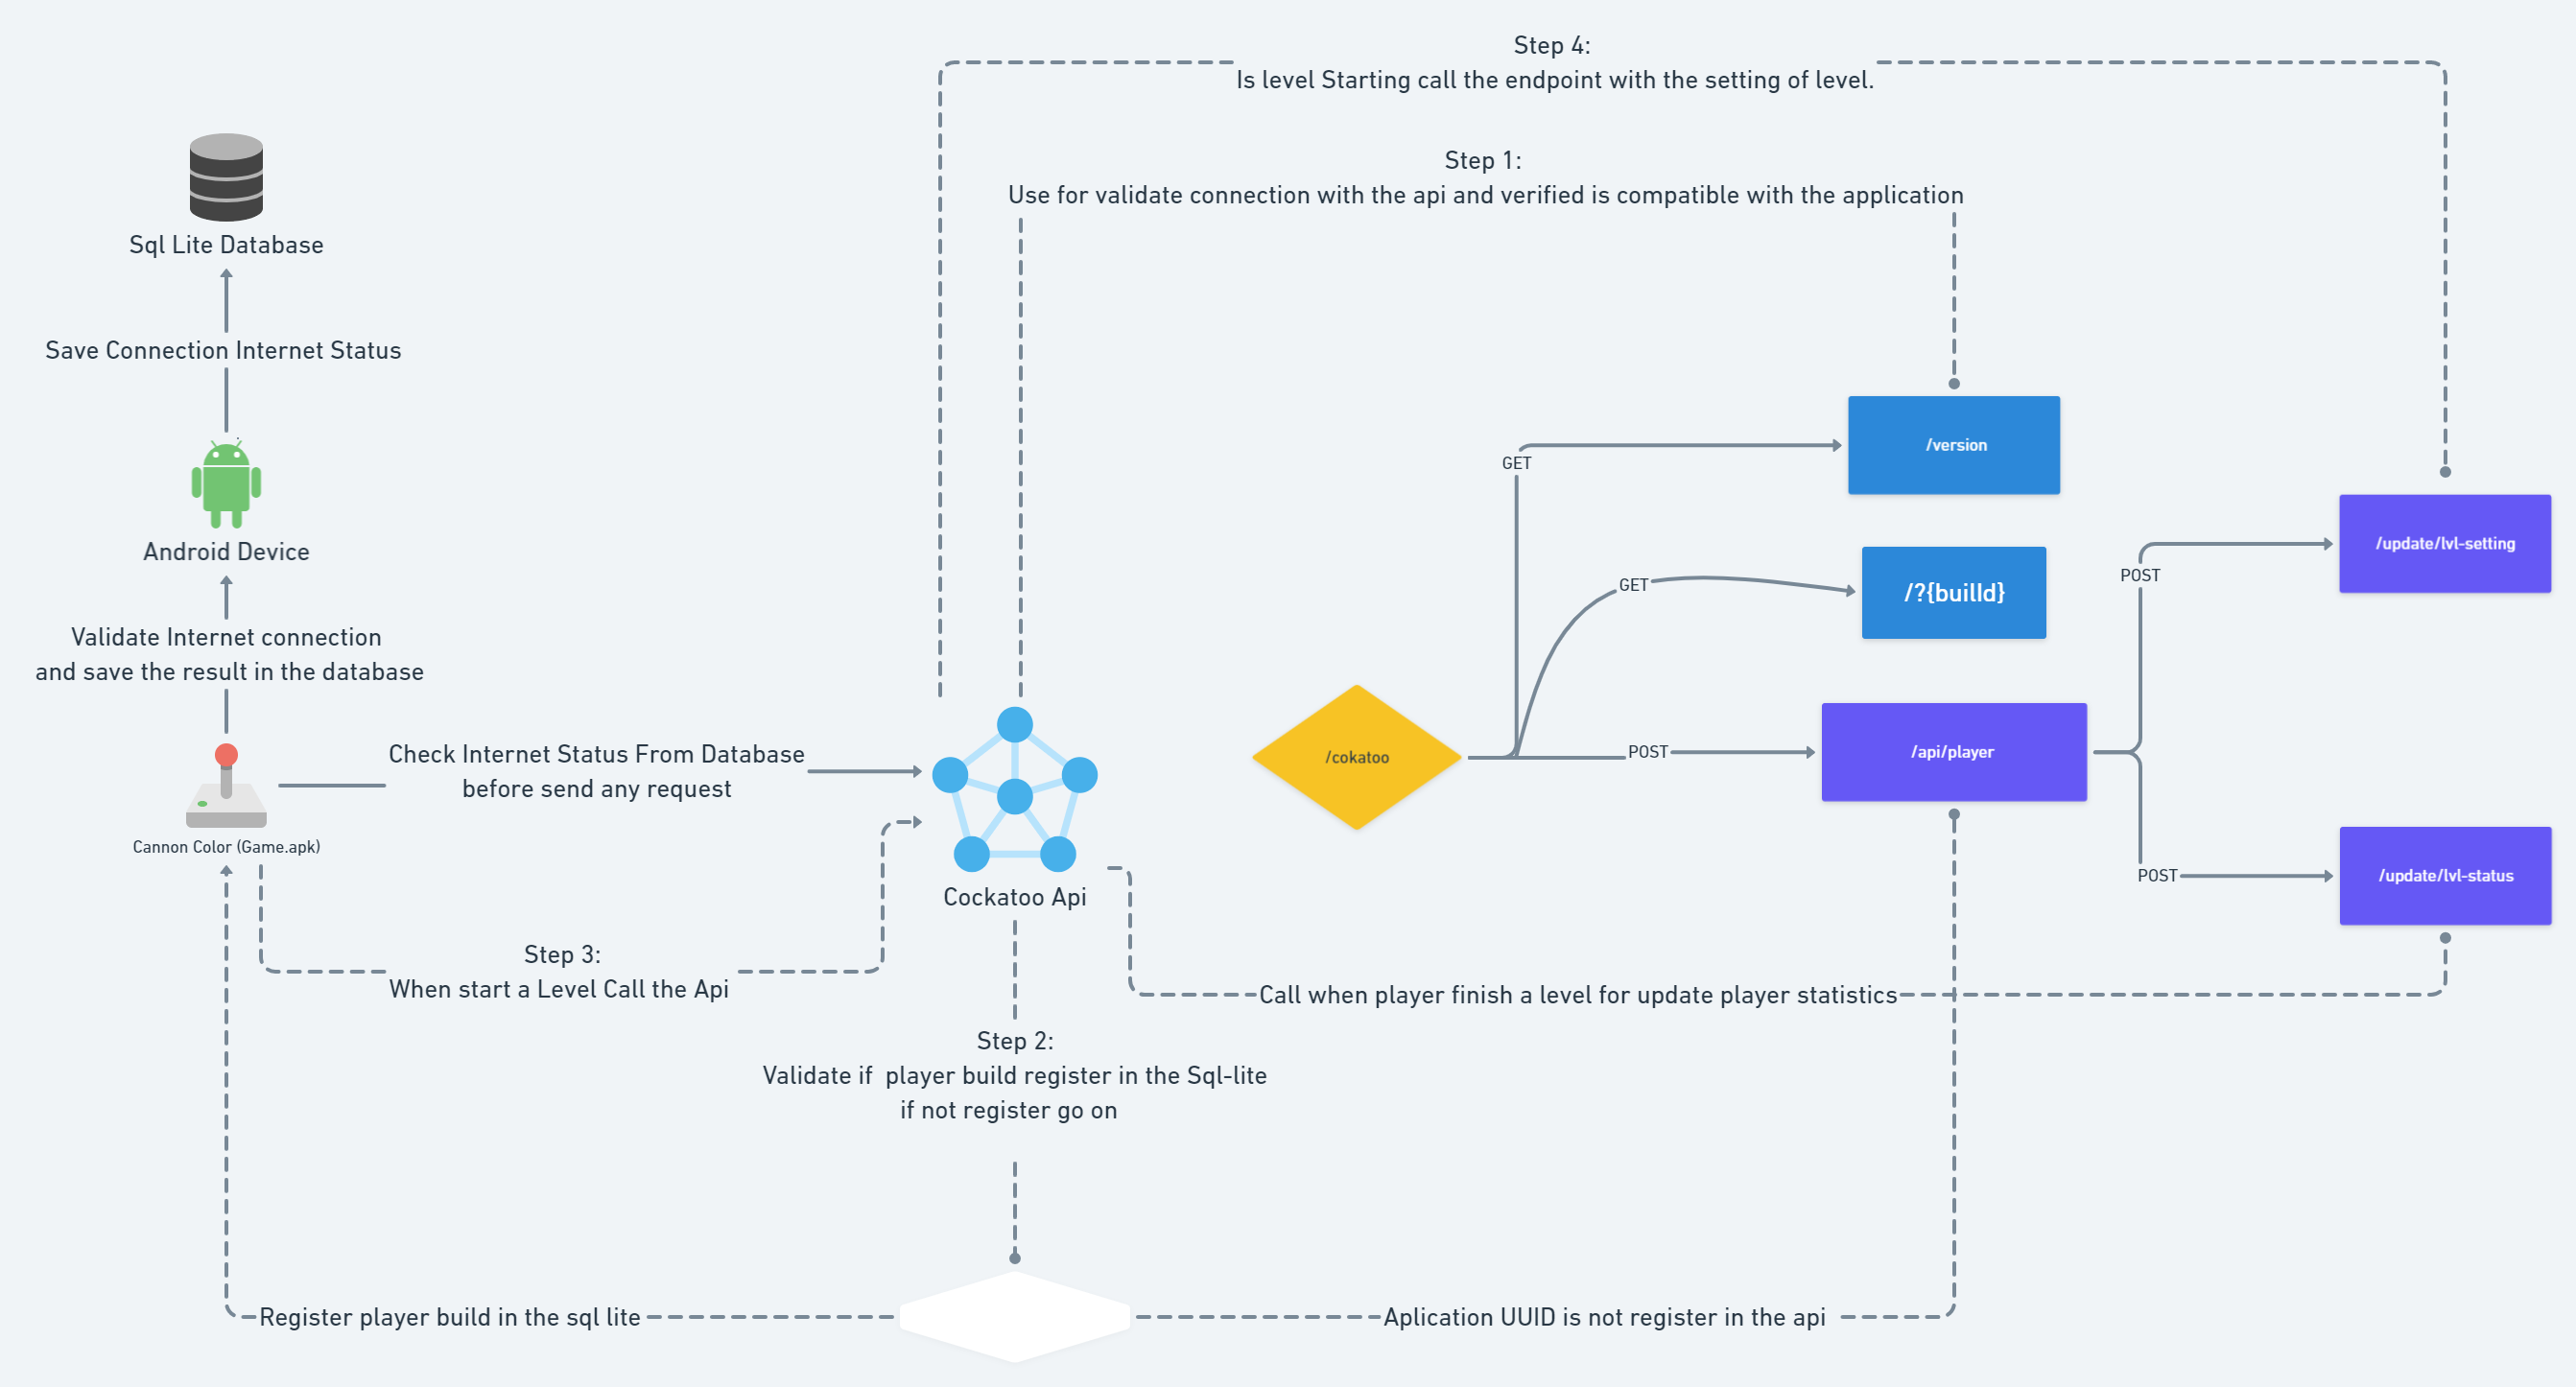 Step 4:
Is level Starting call the endpoint with the setting of level.
Step 1:
Use for validate connection with the api and verified is compatible with the application
Sql Lite Database
Save Connection Internet Status
Android Device
Validate Internet connection
and save the result in the database
Check Internet Status From Database
before send any request
Cannon Color (Game.apk)
Cockatoo Api
Step 3:
When start a Level Call the Api
Step 2:
Validate if  player build register in the Sql-lite
if not register go on
Register player build in the sql lite
Aplication UUID is not register in the api
Call when player finish a level for update player statistics
/cokatoo
GET
/version
GET
/?{builId}
POST
/api/player
POST
/update/lvl-setting
POST
/update/lvl-status